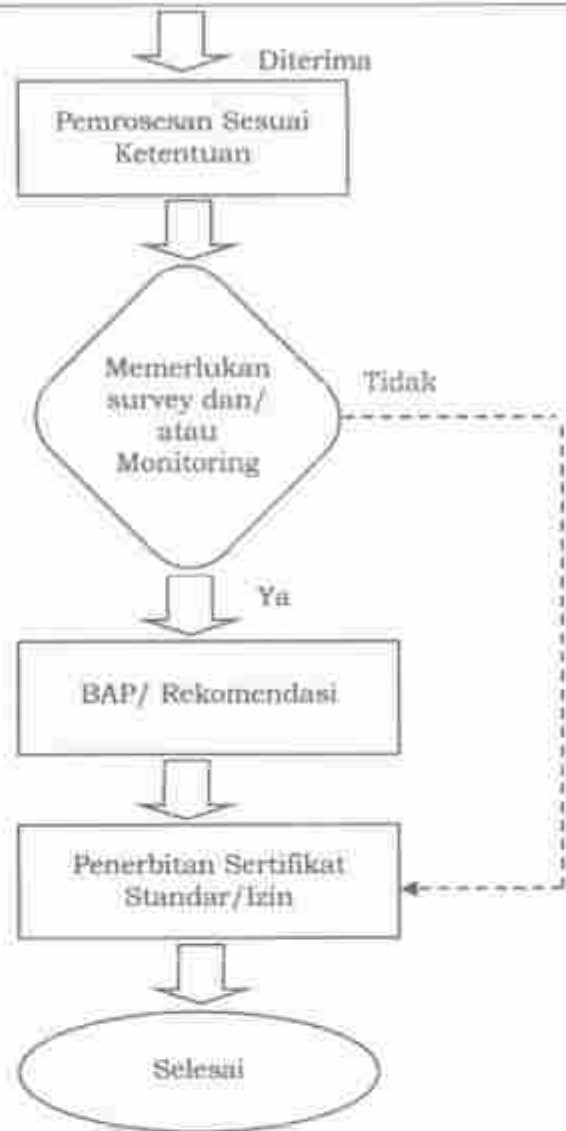 Diterima
Pemrosesan Sesuai
Ketentuan
Memerlukan
survey dan/
atau
Monitoring
Tidak
Ya
BAP/ Rekomendasi
Penerbitan Sertifikat
Standar/Izin
Selesai